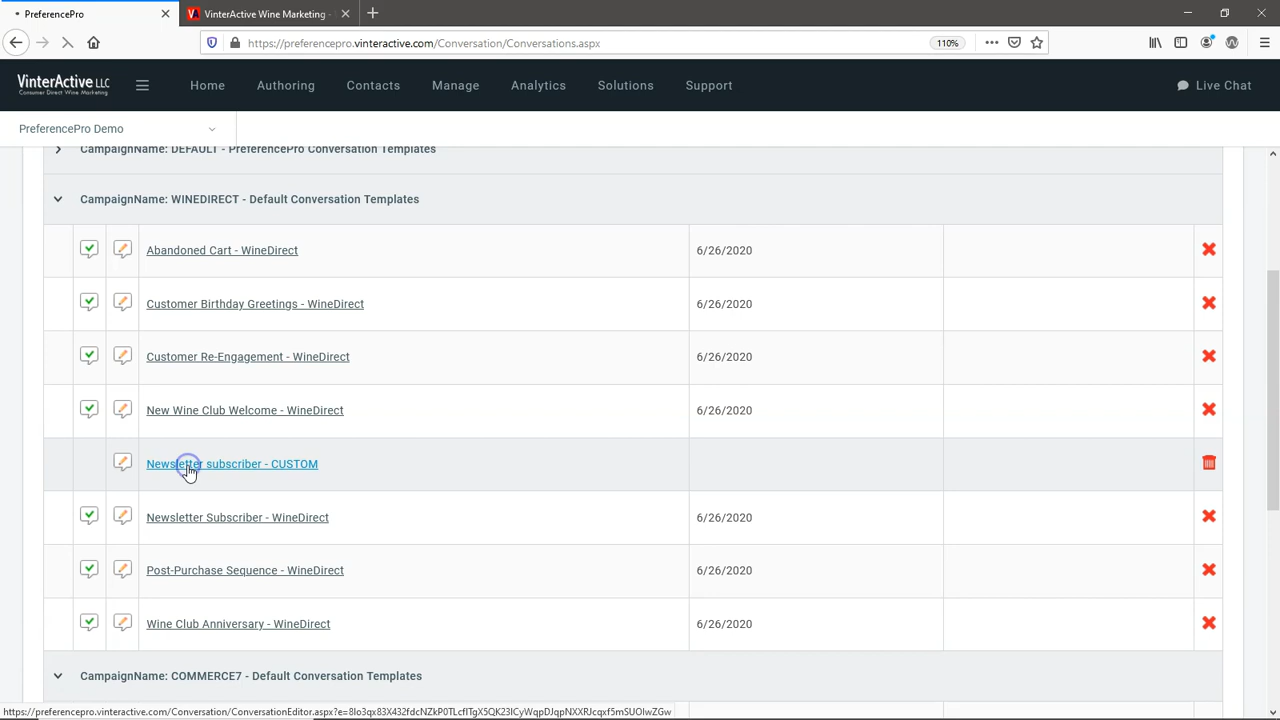 PreferencePro
VinterActive Wine Marketing -
https://preferencepro.vinteractive.com/Conversation/Conversations.aspx
110%
VINTERACTIVE LLC
Consumer Direct Wine Marketing
Home
Authoring
Contacts
Manage
Analytics
Solutions
Support
Live Chat
PreferencePro Demo
CampaignName: DEFAULT - PreferencePro Conversation Templates
CampaignName: WINEDIRECT - Default Conversation Templates
Abandoned Cart - WineDirect 6/26/2020
Customer Birthday Greetings - WineDirect 6/26/2020
Customer Re-Engagement - WineDirect 6/26/2020
New Wine Club Welcome - WineDirect 6/26/2020
Newsletter subscriber - CUSTOM
Newsletter Subscriber - WineDirect 6/26/2020
Post-Purchase Sequence - WineDirect 6/26/2020
Wine Club Anniversary - WineDirect 6/26/2020
CampaignName: COMMERCE7 - Default Conversation Templates